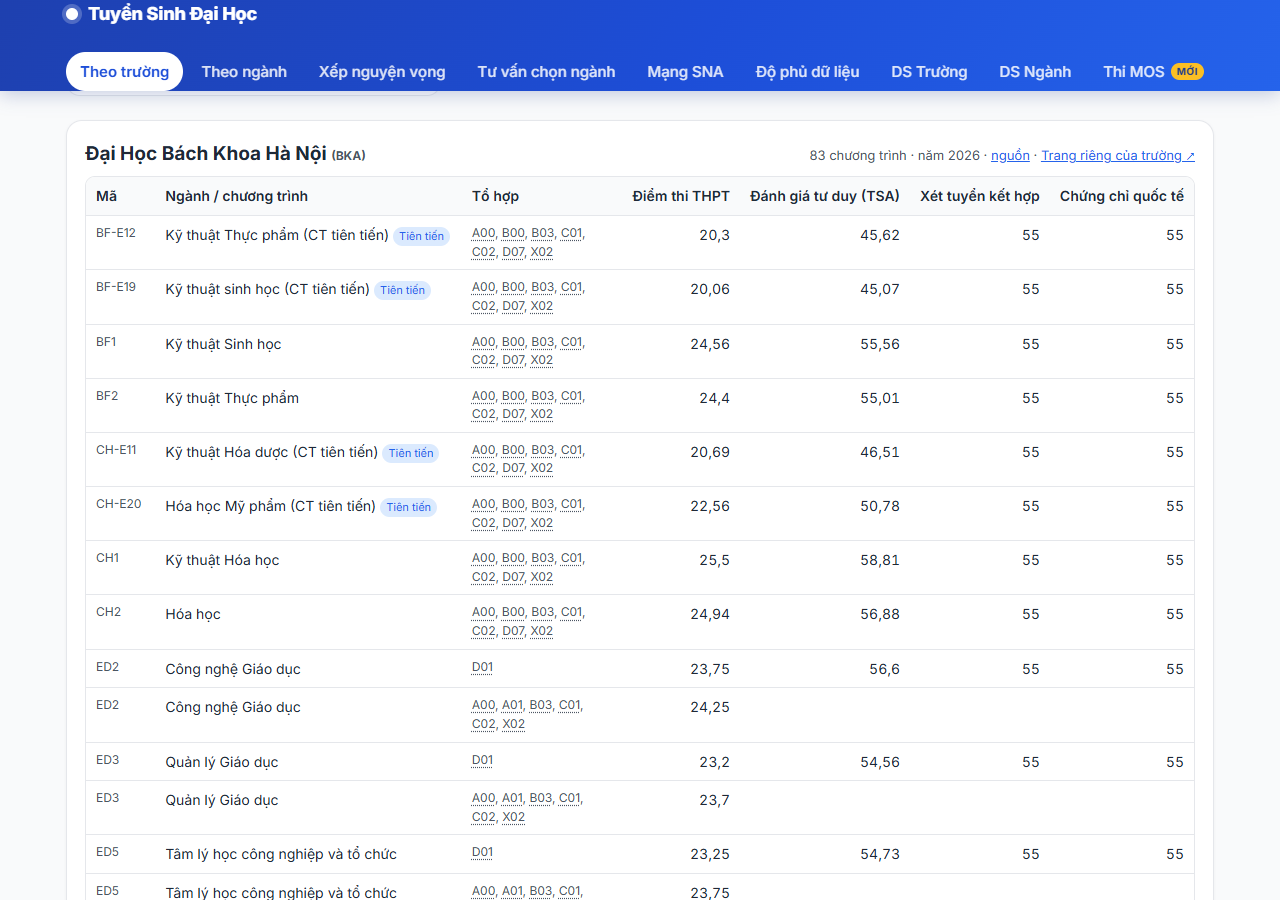 Tuyển Sinh Đại Học
Theo trường Theo ngành Xếp nguyện vọng Tư vấn chọn ngành Mạng SNA Độ phủ dữ liệu DS Trường DS Ngành Thi MOS MỚI
Đại Học Bách Khoa Hà Nội (BKA) 83 chương trình · năm 2026 · nguồn · Trang riêng của trường ↗
Mã Ngành / chương trình Tổ hợp Điểm thi THPT Đánh giá tư duy (TSA) Xét tuyển kết hợp Chứng chỉ quốc tế
BF-E12 Kỹ thuật Thực phẩm (CT tiên tiến) Tiên tiến A00, B00, B03, C01, 20,3 45,62 55 55
C02, D07, X02
BF-E19 Kỹ thuật sinh học (CT tiên tiến) Tiên tiến A00, B00, B03, C01, 20,06 45,07 55 55
C02, D07, X02
BF1 Kỹ thuật Sinh học A00, B00, B03, C01, 24,56 55,56 55 55
C02, D07, X02
BF2 Kỹ thuật Thực phẩm A00, B00, B03, C01, 24,4 55,01 55 55
C02, D07, X02
CH-E11 Kỹ thuật Hóa dược (CT tiên tiến) Tiên tiến A00, B00, B03, C01, 20,69 46,51 55 55
C02, D07, X02
CH-E20 Hóa học Mỹ phẩm (CT tiên tiến) Tiên tiến A00, B00, B03, C01, 22,56 50,78 55 55
C02, D07, X02
CH1 Kỹ thuật Hóa học A00, B00, B03, C01, 25,5 58,81 55 55
C02, D07, X02
CH2 Hóa học A00, B00, B03, C01, 24,94 56,88 55 55
C02, D07, X02
ED2 Công nghệ Giáo dục D01 23,75 56,6 55 55
ED2 Công nghệ Giáo dục A00, A01, B03, C01, 24,25
C02, X02
ED3 Quản lý Giáo dục D01 23,2 54,56 55 55
ED3 Quản lý Giáo dục A00, A01, B03, C01, 23,7
C02, X02
ED5 Tâm lý học công nghiệp và tổ chức D01 23,25 54,73 55 55
ED5 Tâm lý học công nghiệp và tổ chức A00, A01, B03, C01, 23,75